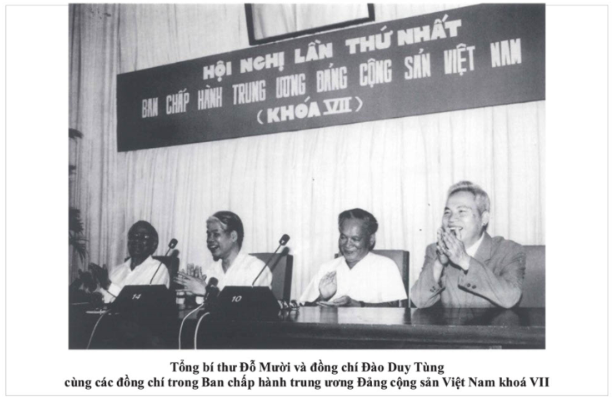 HỘI NGHỊ LẦN THỨ NHẤT
BAN CHẤP HÀNH TRUNG ƯƠNG ĐẢNG CỘNG SẢN VIỆT NAM
(KHÓA VII)
14
10
Tổng bí thư Đỗ Mười và đồng chí Đào Duy Tùng
cùng các đồng chí trong Ban chấp hành trung ương Đảng cộng sản Việt Nam khoá VII